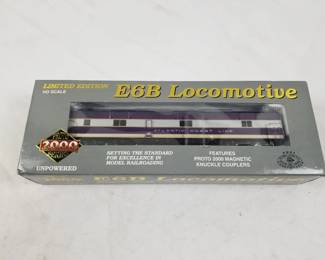 LIMITED EDITION
HO SCALE
E6B Locomotive
ATLANTIC COAST LINE
2000
UNPOWERED
SETTING THE STANDARD
FOR EXCELLENCE IN
MODEL RAILROADING
FEATURES
PROTO 2000 MAGNETIC
KNUCKLE COUPLERS